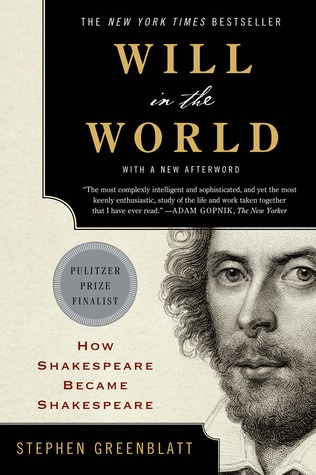 THE NEW YORK TIMES BESTSELLER
WILL
in the
WORLD
WITH A NEW AFTERWORD
"The most complexly intelligent and sophisticated, and yet the most
keenly enthusiastic, study of the life and work taken together
that I have ever read." —ADAM GOPNIK, The New Yorker
PULITZER
PRIZE
FINALIST
HOW
SHAKESPEARE
BECAME
SHAKESPEARE
STEPHEN GREENBLATT